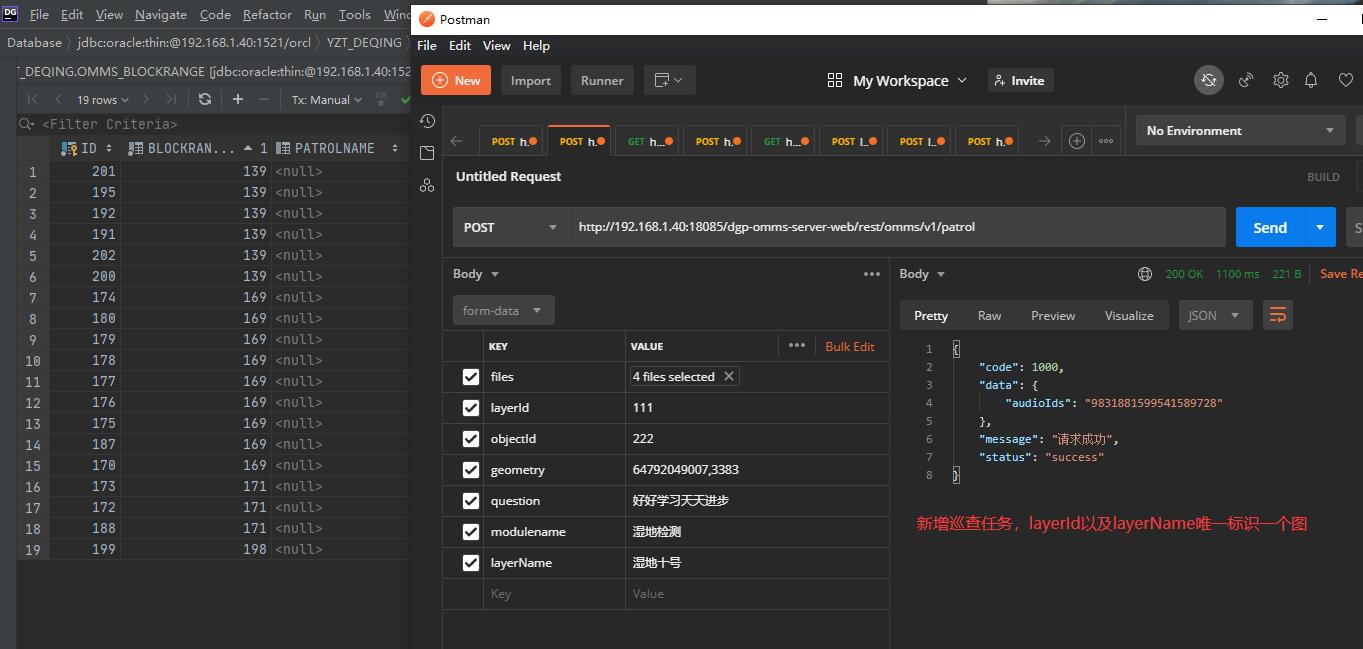 DG File Edit View Navigate Code Refactor Run Tools
Database jdbc:oracle:thin:@192.168.1.40:1521/orcl YZT_DEQING
_DEQING.OMMS_BLOCKRANGE [jdbc:oracle:thin:@192.168.1.40:152
19 rows Tx: Manual DB
<Filter Criteria>
ID BLOCKRAN... 1 PATROLNAME
1 201 139 <null>
2 195 139 <null>
3 192 139 <null>
4 191 139 <null>
5 202 139 <null>
6 200 139 <null>
7 174 169 <null>
8 180 169 <null>
9 179 169 <null>
10 178 169 <null>
11 177 169 <null>
12 176 169 <null>
13 175 169 <null>
14 187 169 <null>
15 170 169 <null>
16 173 171 <null>
17 172 171 <null>
18 188 171 <null>
19 199 198 <null>
Postman
File Edit View Help
New Import Runner My Workspace Invite
POST h. POST h. GET h... POST h. GET h... POST l.. POST l.. POST h. No Environment
Untitled Request BUILD
POST http://192.168.1.40:18085/dgp-omms-server-web/rest/omms/v1/patrol Send
Body
form-data
KEY VALUE Bulk Edit
files 4 files selected
layerId 111
objectId 222
geometry 64792049007,3383
question 好好学习天天进步
modulename 湿地检测
layerName 湿地十号
Key Value
Body 200 OK 1100 ms 221 B Save Re
Pretty Raw Preview Visualize JSON
1 {
2 "code": 1000,
3 "data": {
4 "audioIds": "9831881599541589728"
5 },
6 "message": "请求成功",
7 "status": "success"
8 }
新增巡查任务，layerId以及layerName唯一标识一个图